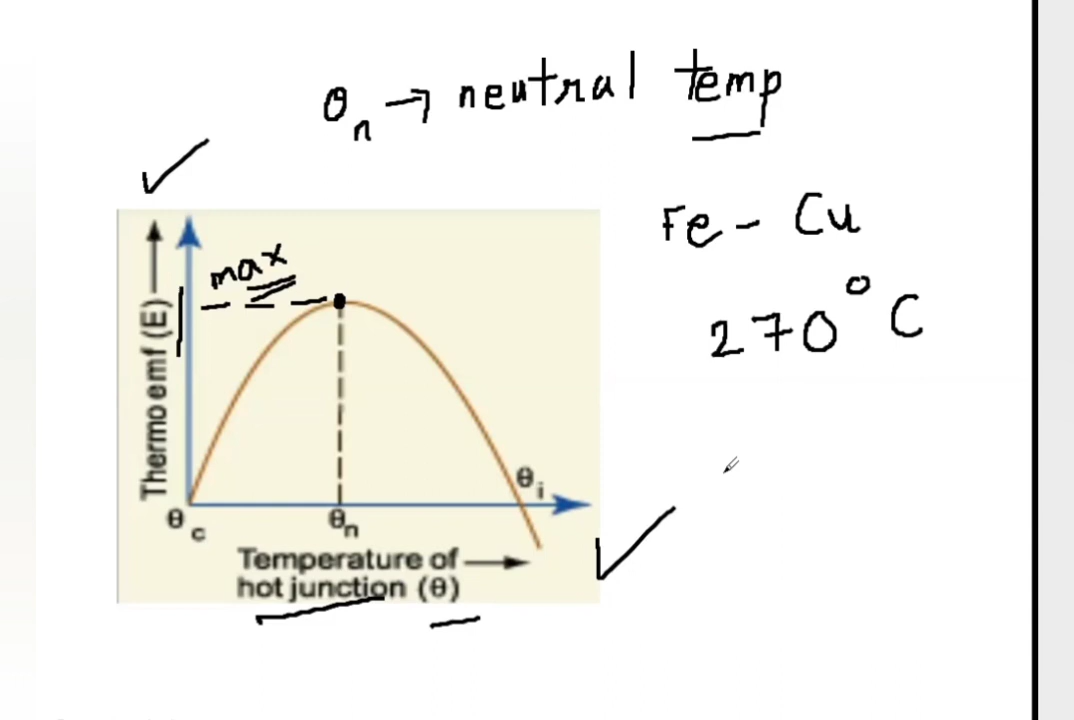 θn → neutral temp
Fe - Cu
270° C
max
Thermo emf (E)
θi
θc
θn
Temperature of
hot junction (θ)